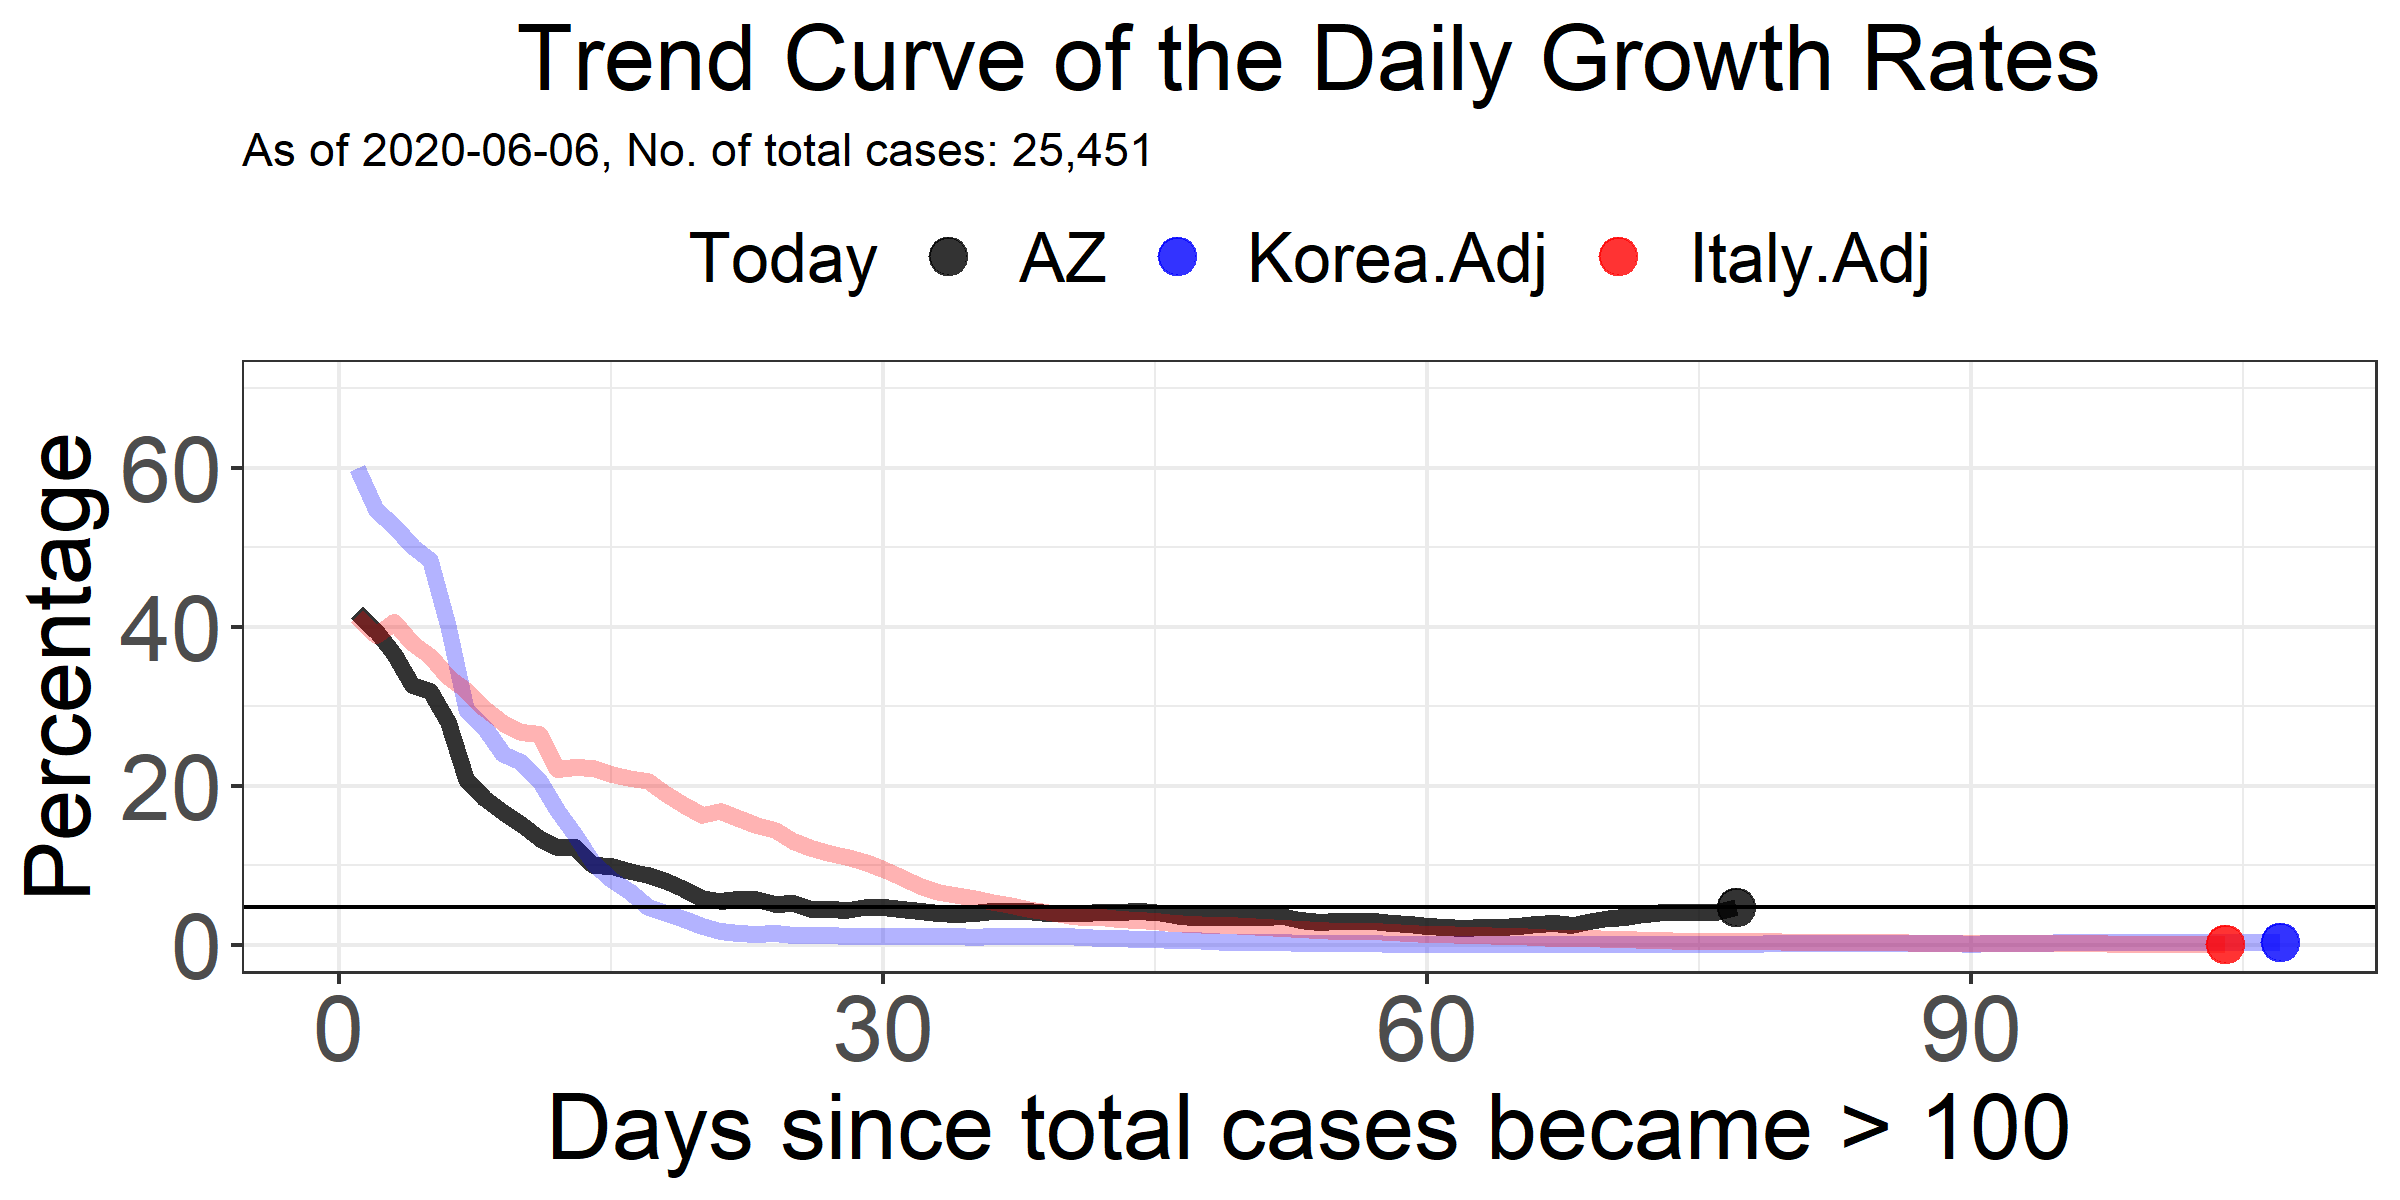 Trend Curve of the Daily Growth Rates
As of 2020-06-06, No. of total cases: 25,451
Today AZ Korea.Adj Italy.Adj
Percentage
60
40
20
0
0 30 60 90
Days since total cases became > 100